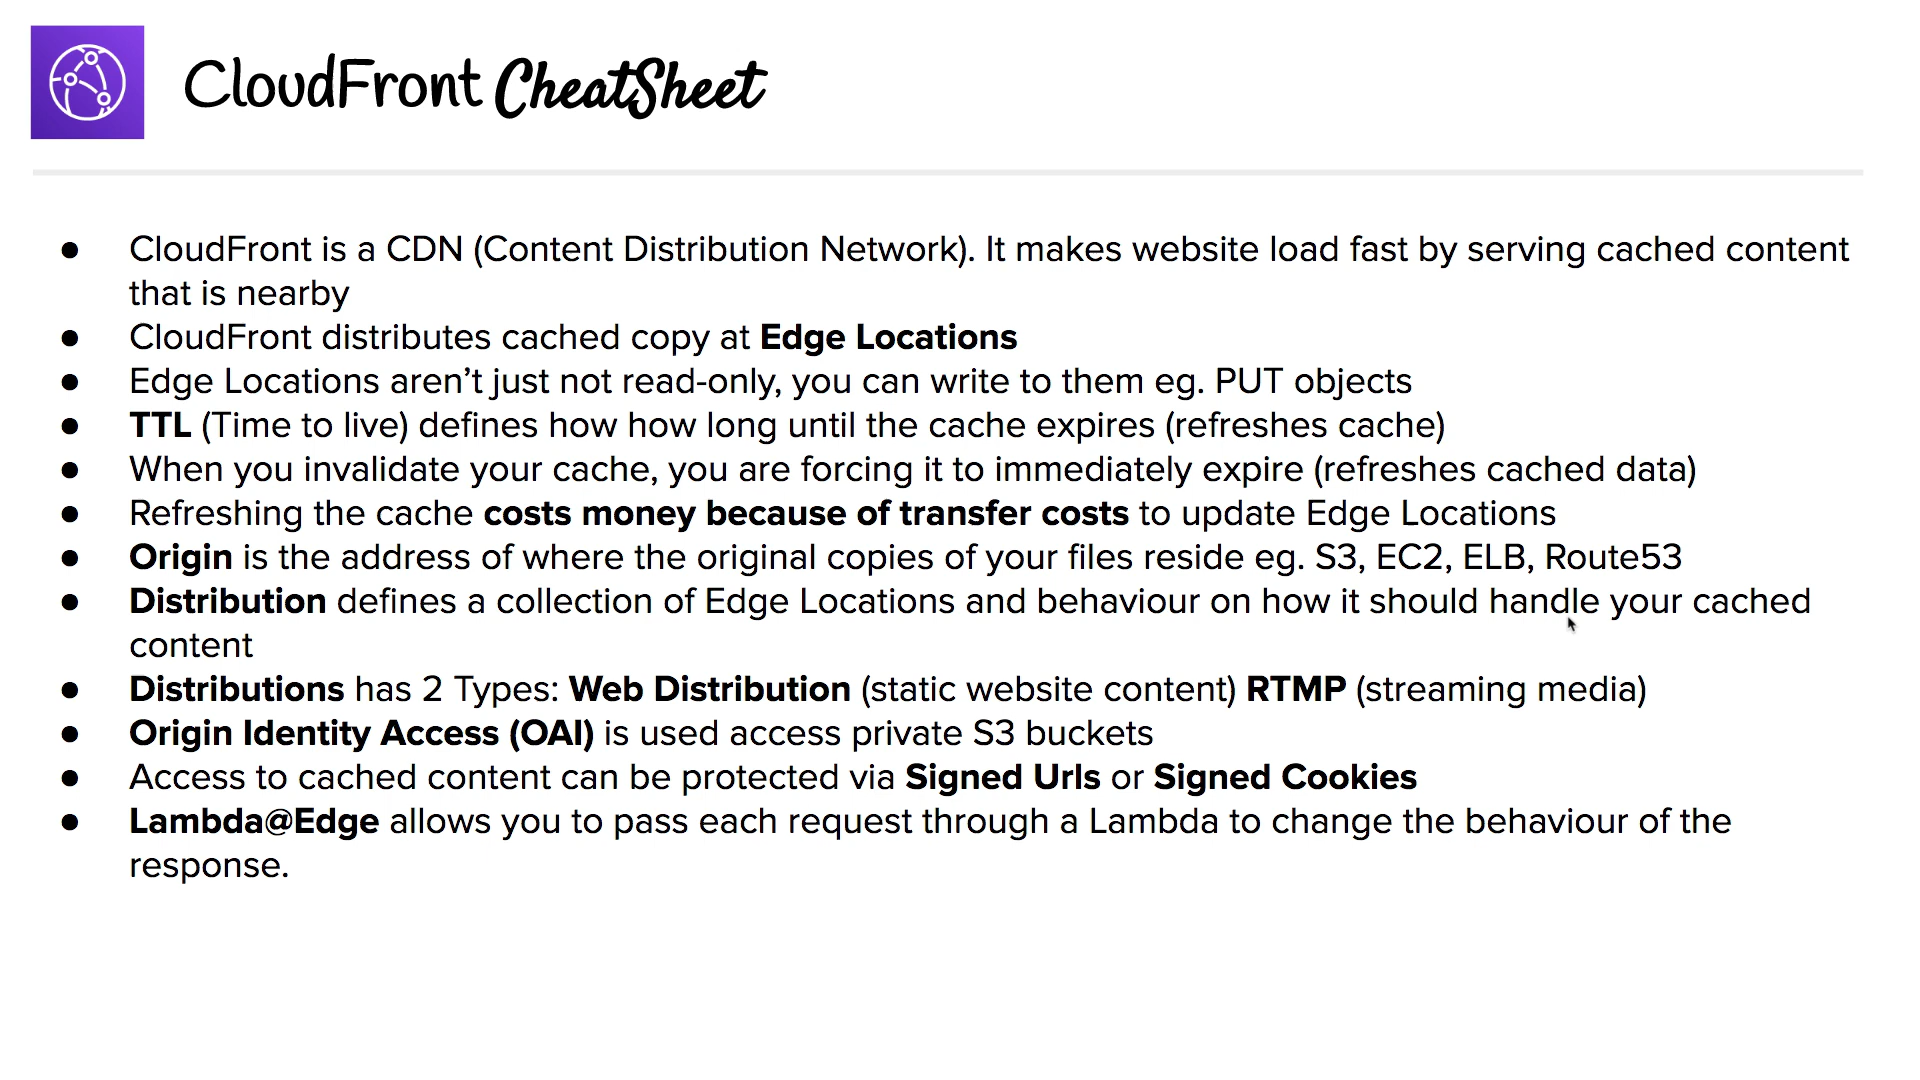 CloudFront CheatSheet
● CloudFront is a CDN (Content Distribution Network). It makes website load fast by serving cached content
that is nearby
● CloudFront distributes cached copy at Edge Locations
● Edge Locations aren’t just not read-only, you can write to them eg. PUT objects
● TTL (Time to live) defines how how long until the cache expires (refreshes cache)
● When you invalidate your cache, you are forcing it to immediately expire (refreshes cached data)
● Refreshing the cache costs money because of transfer costs to update Edge Locations
● Origin is the address of where the original copies of your files reside eg. S3, EC2, ELB, Route53
● Distribution defines a collection of Edge Locations and behaviour on how it should handle your cached
content
● Distributions has 2 Types: Web Distribution (static website content) RTMP (streaming media)
● Origin Identity Access (OAI) is used access private S3 buckets
● Access to cached content can be protected via Signed Urls or Signed Cookies
● Lambda@Edge allows you to pass each request through a Lambda to change the behaviour of the
response.